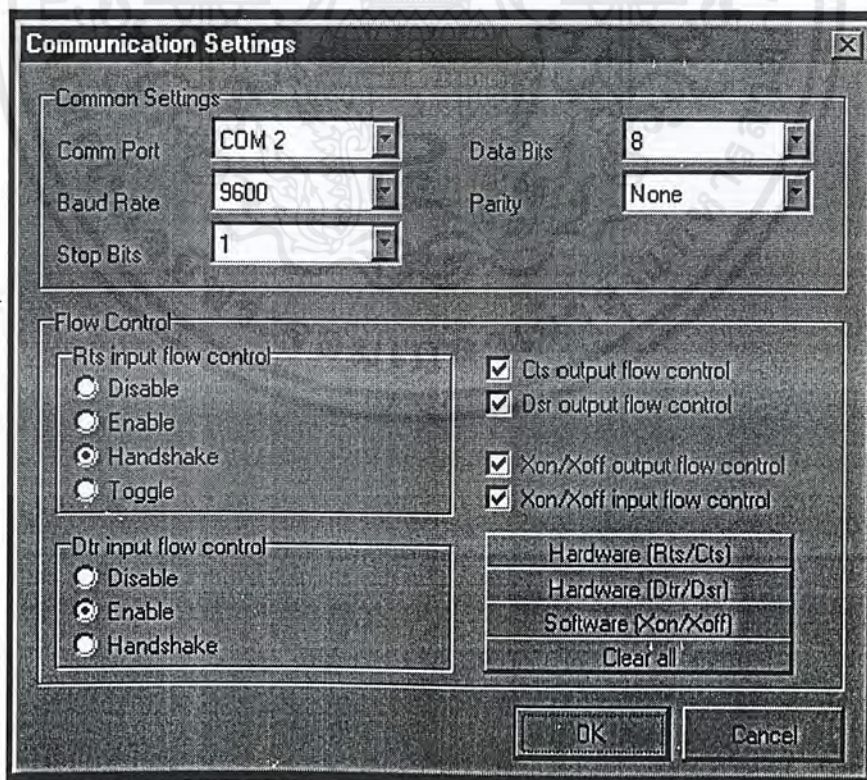 Communication Settings
Common Settings
Comm Port COM 2
Baud Rate 9600
Stop Bits 1
Data Bits 8
Parity None
Flow Control
Rts input flow control
Disable
Enable
Handshake
Toggle
Dtr input flow control
Disable
Enable
Handshake
Cts output flow control
Dsr output flow control
Xon/Xoff output flow control
Xon/Xoff input flow control
Hardware (Rts/Cts)
Hardware (Dtr/Dsr)
Software (Xon/Xoff)
Clear all
OK
Cancel